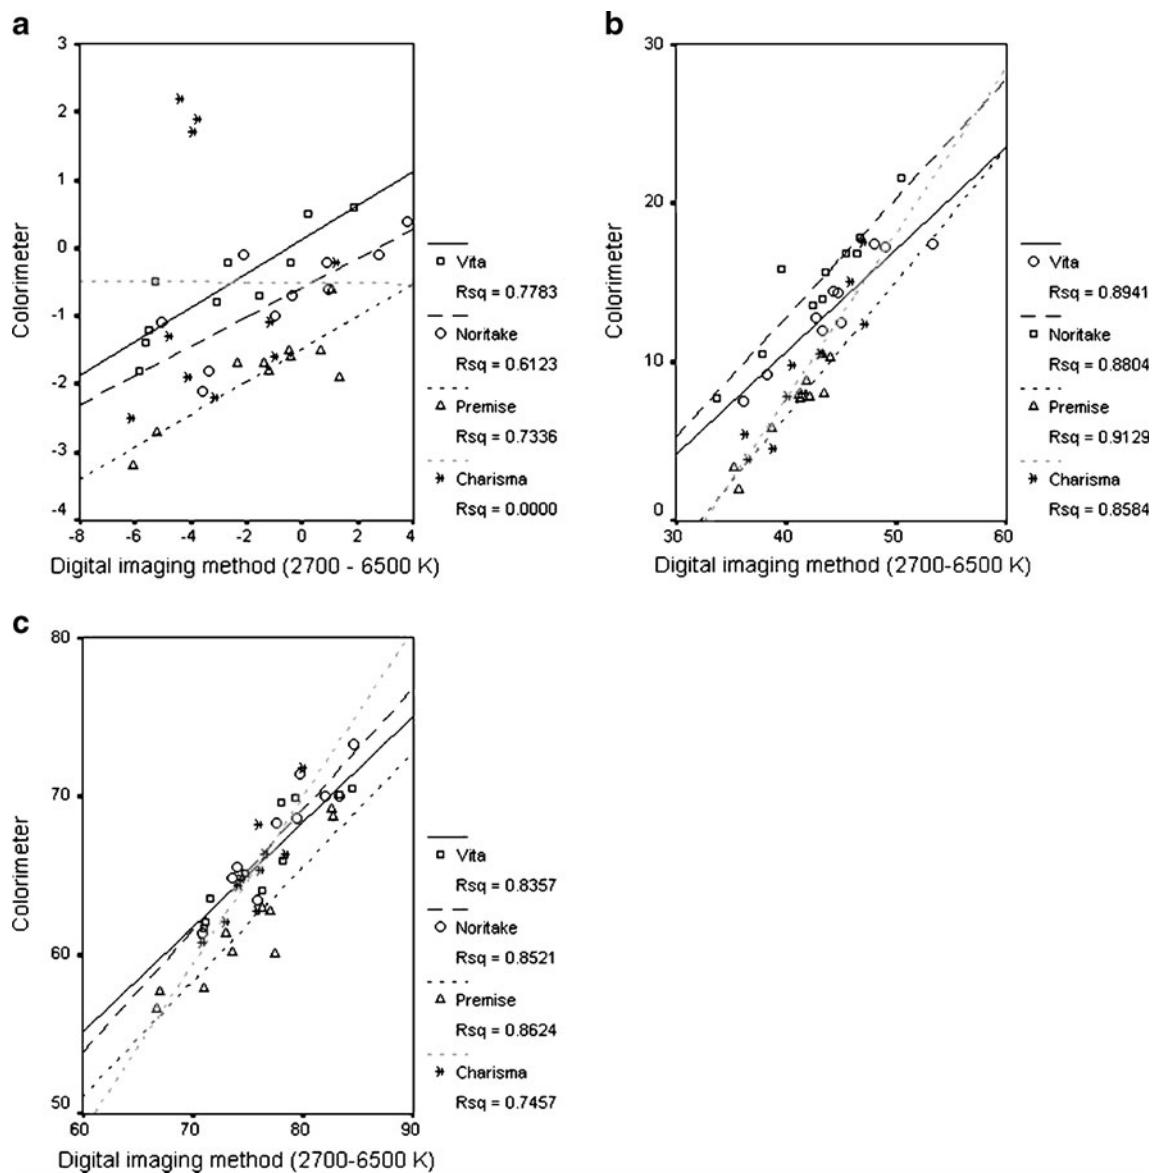 a
3
2
1
0
-1
-2
-3
-4
Colorimeter
-8 -6 -4 -2 0 2 4
Digital imaging method (2700 - 6500 K)
Vita
Rsq = 0.7783
Noritake
Rsq = 0.6123
Premise
Rsq = 0.7336
Charisma
Rsq = 0.0000
b
30
20
10
0
Colorimeter
30 40 50 60
Digital imaging method (2700-6500 K)
Vita
Rsq = 0.8941
Noritake
Rsq = 0.8804
Premise
Rsq = 0.9129
Charisma
Rsq = 0.8584
c
80
70
60
50
Colorimeter
60 70 80 90
Digital imaging method (2700-6500 K)
Vita
Rsq = 0.8357
Noritake
Rsq = 0.8521
Premise
Rsq = 0.8624
Charisma
Rsq = 0.7457